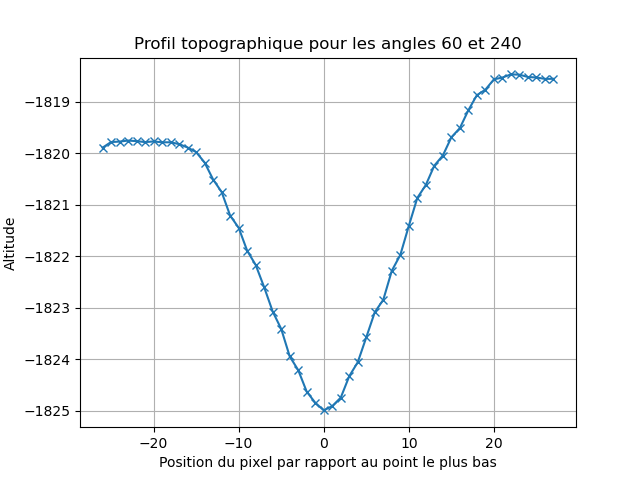 Profil topographique pour les angles 60 et 240
−1819
−1820
−1821
−1822
−1823
−1824
−1825
Altitude
−20 −10 0 10 20
Position du pixel par rapport au point le plus bas